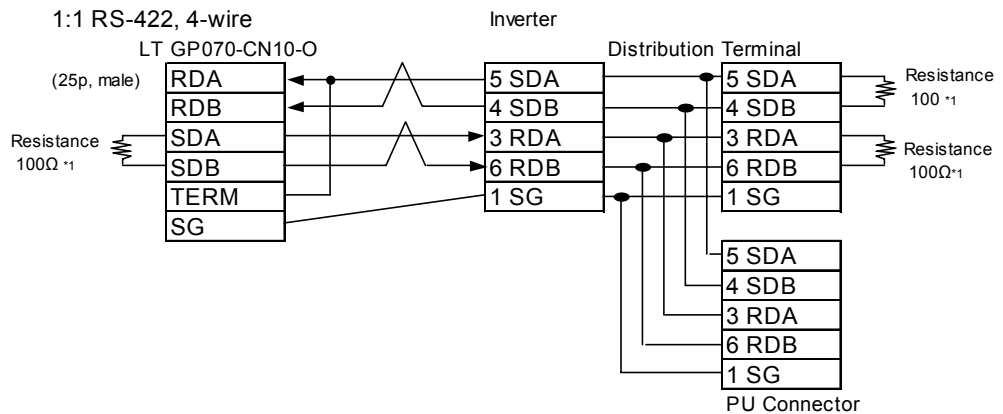 1:1 RS-422, 4-wire
Inverter
LT GP070-CN10-O
Distribution Terminal
(25p, male)
RDA
RDB
SDA
SDB
TERM
SG
Resistance
100Ω *1
5 SDA
4 SDB
3 RDA
6 RDB
1 SG
5 SDA
4 SDB
3 RDA
6 RDB
1 SG
Resistance
100 *1
Resistance
100Ω*1
5 SDA
4 SDB
3 RDA
6 RDB
1 SG
PU Connector